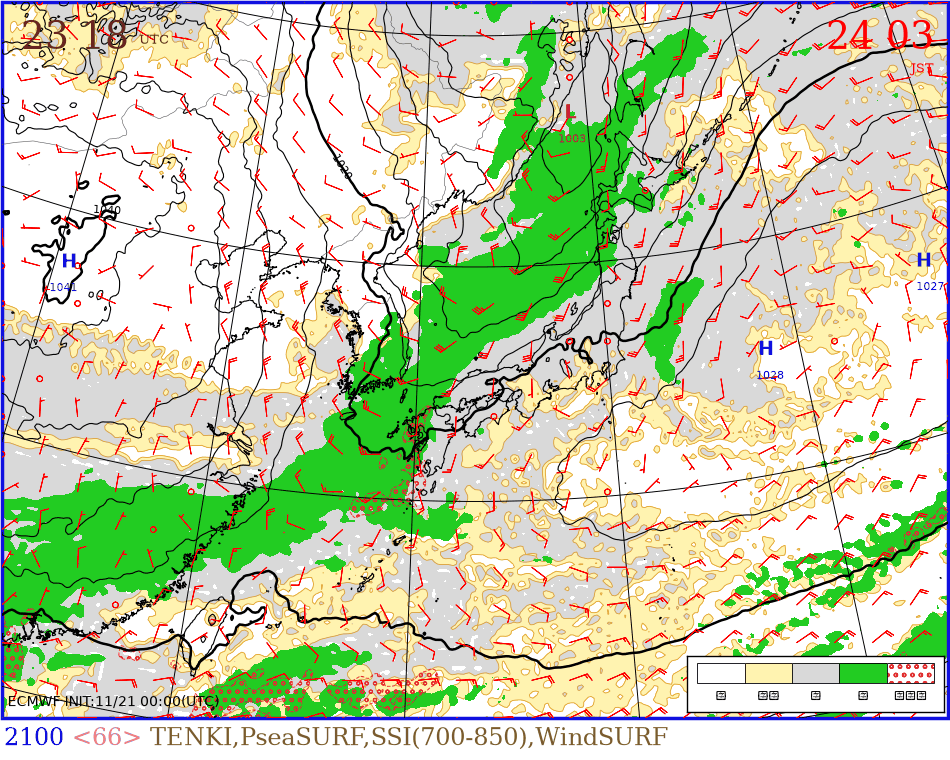 23 18 UTC
24 03
JST
L
1003
1020
1040
H
1041
H
1027
H
1028
ECMWF INIT:11/21 00:00(UTC)
2100 <66> TENKI,PseaSURF,SSI(700-850),WindSURF